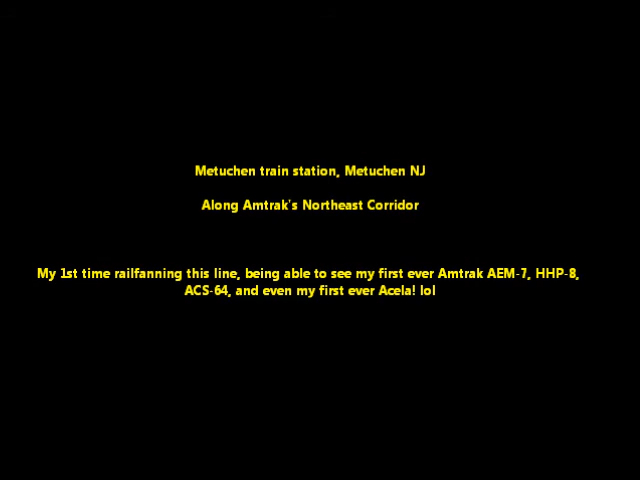 Metuchen train station, Metuchen NJ
Along Amtrak's Northeast Corridor
My 1st time railfanning this line, being able to see my first ever Amtrak AEM-7, HHP-8,
ACS-64, and even my first ever Acela! lol